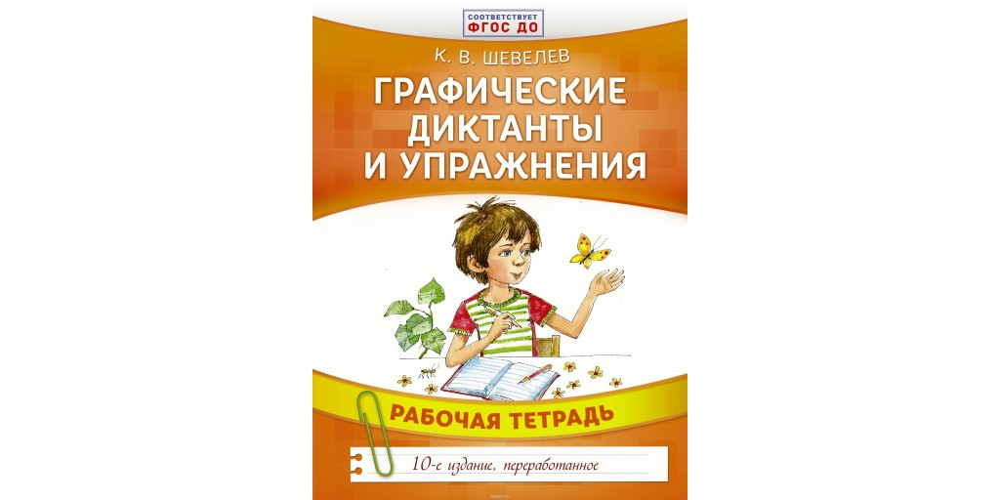 СООТВЕТСТВУЕТ
ФГОС ДО
К. В. ШЕВЕЛЕВ
ГРАФИЧЕСКИЕ
ДИКТАНТЫ
И УПРАЖНЕНИЯ
РАБОЧАЯ ТЕТРАДЬ
10-е издание, переработанное